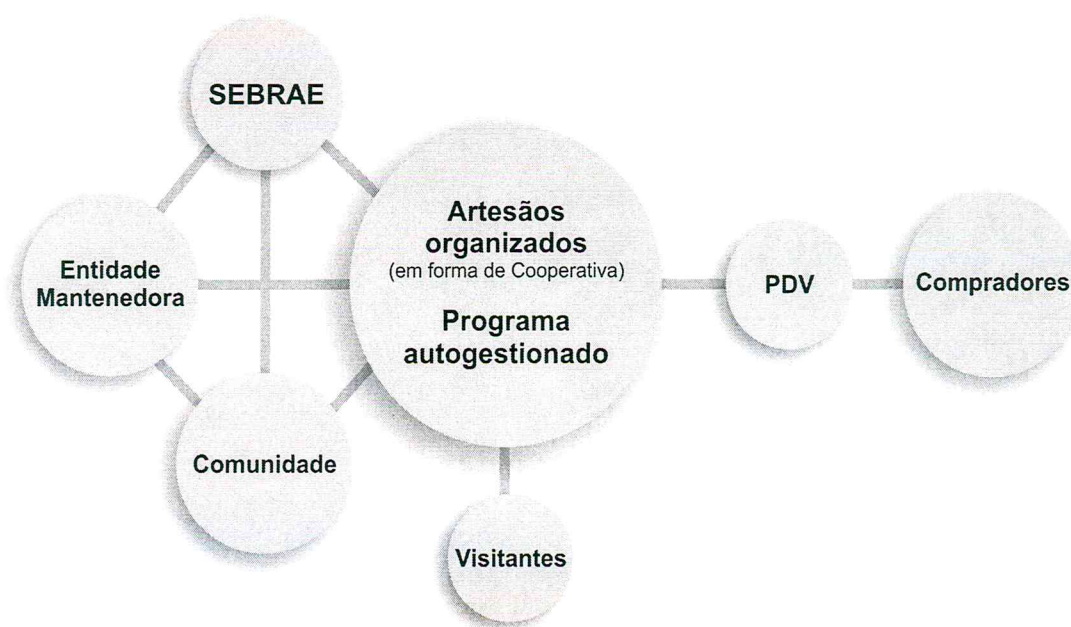 SEBRAE
Artesãos
organizados
(em forma de Cooperativa)
Programa
autogestionado
Entidade
Mantenedora
PDV
Compradores
Comunidade
Visitantes